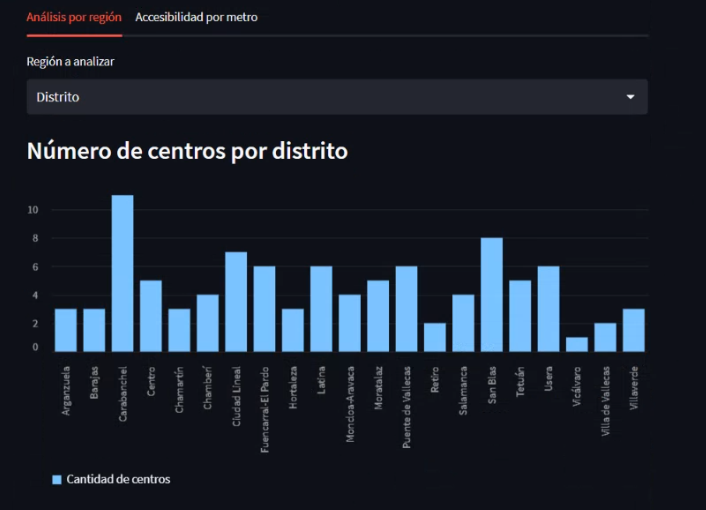 Análisis por región Accesibilidad por metro
Región a analizar
Distrito
Número de centros por distrito
10
8
6
4
2
0
Arganzuela
Barajas
Carabanchel
Centro
Chamartín
Chamberí
Ciudad Lineal
Fuencarral-El Pardo
Hortaleza
Latina
Moncloa-Aravaca
Moratalaz
Puente de Vallecas
Retiro
Salamanca
San Blas
Tetuán
Usera
Vicálvaro
Villa de Vallecas
Villaverde
Cantidad de centros